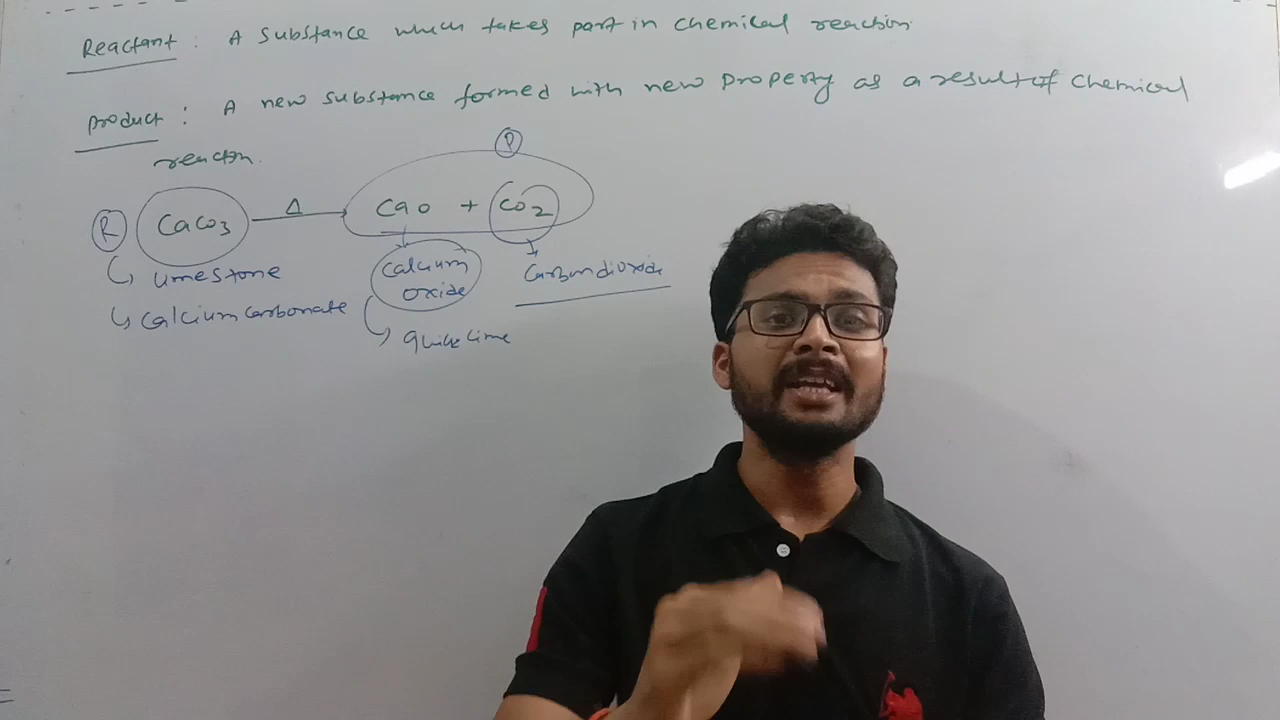 Reactant : A substance which takes part in chemical reaction
Product : A new substance formed with new property as a result of chemical
reaction.
P
R CaCO3 Δ CaO + CO2
limestone
calcium oxide
carbondioxide
calcium carbonate
quick lime